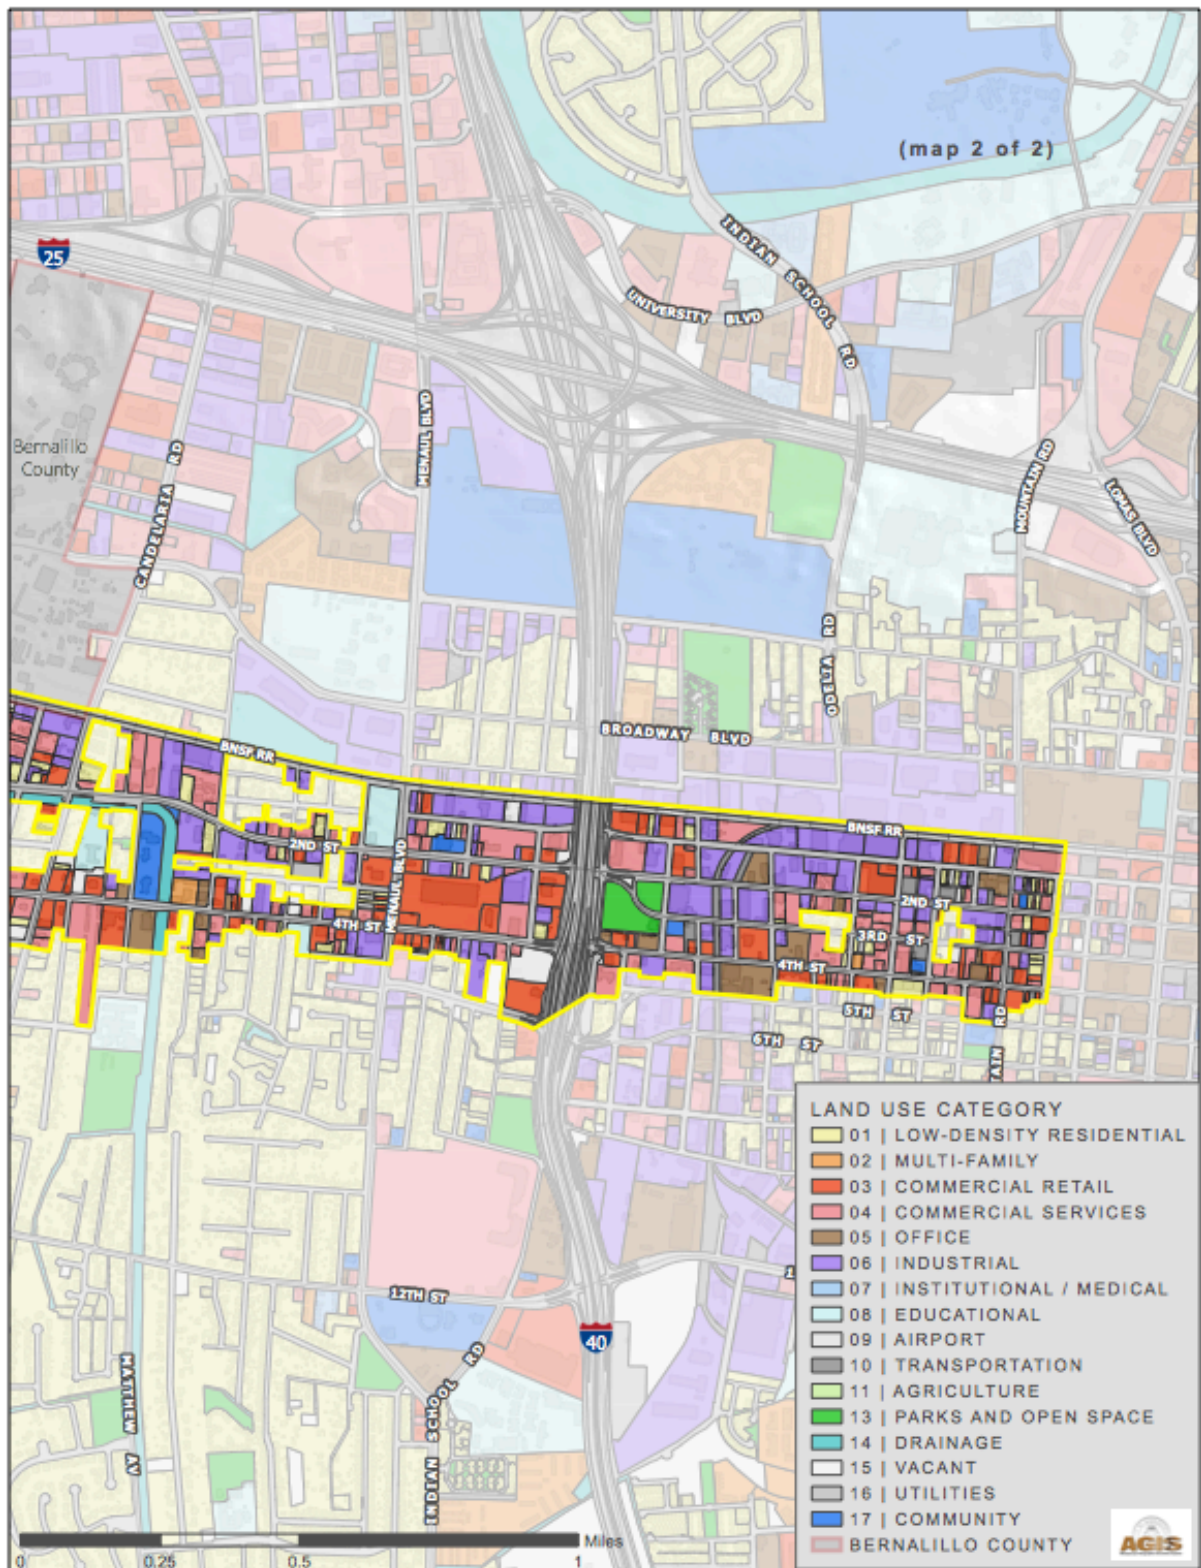 (map 2 of 2)
25
INDIAN SCHOOL RD
UNIVERSITY BLVD
Bernalillo
County
MENAUL BLVD
CANDELARIA RD
MOUNTAIN RD
LOMAS BLVD
ODELIA RD
BROADWAY BLVD
BNSF RR
BNSF RR
2ND ST
MENAUL BLVD
2ND ST
4TH ST
3RD ST
4TH ST
5TH ST
RD
6TH ST
AIN
LAND USE CATEGORY
01 | LOW-DENSITY RESIDENTIAL
02 | MULTI-FAMILY
03 | COMMERCIAL RETAIL
04 | COMMERCIAL SERVICES
05 | OFFICE
06 | INDUSTRIAL
07 | INSTITUTIONAL / MEDICAL
08 | EDUCATIONAL
09 | AIRPORT
10 | TRANSPORTATION
11 | AGRICULTURE
13 | PARKS AND OPEN SPACE
14 | DRAINAGE
15 | VACANT
16 | UTILITIES
17 | COMMUNITY
BERNALILLO COUNTY
12TH ST
40
INDIAN SCHOOL RD
MATTHEW AV
AGIS
Miles
0 0.25 0.5 1